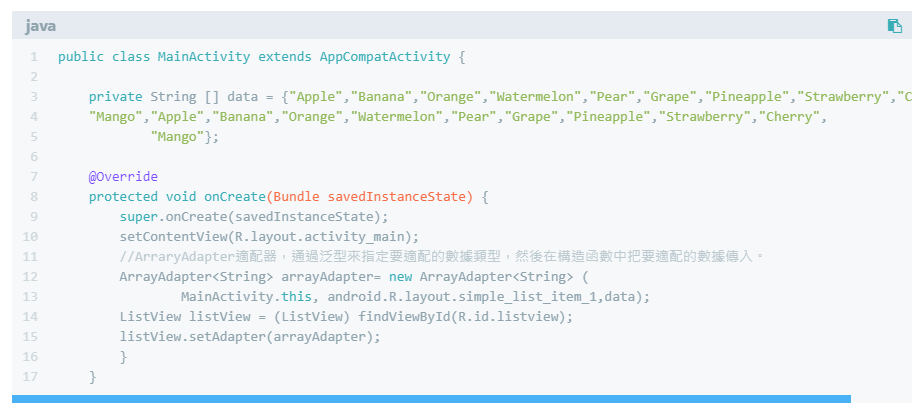 java
1 public class MainActivity extends AppCompatActivity {
2
3 private String [] data = {"Apple","Banana","Orange","Watermelon","Pear","Grape","Pineapple","Strawberry","C
4 "Mango","Apple","Banana","Orange","Watermelon","Pear","Grape","Pineapple","Strawberry","Cherry",
5 "Mango"};
6
7 @Override
8 protected void onCreate(Bundle savedInstanceState) {
9 super.onCreate(savedInstanceState);
10 setContentView(R.layout.activity_main);
11 //ArraryAdapter適配器，通過泛型來指定要適配的數據類型，然後在構造函數中把要適配的數據傳入。
12 ArrayAdapter<String> arrayAdapter= new ArrayAdapter<String> (
13 MainActivity.this, android.R.layout.simple_list_item_1,data);
14 ListView listView = (ListView) findViewById(R.id.listview);
15 listView.setAdapter(arrayAdapter);
16 }
17 }